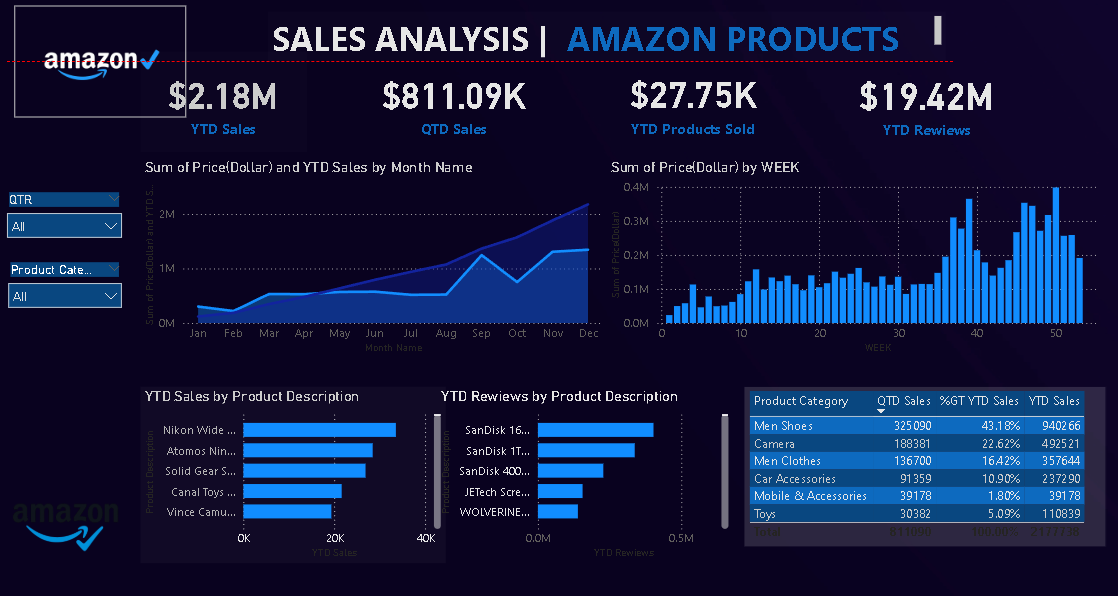 amazon
SALES ANALYSIS | AMAZON PRODUCTS
$2.18M
YTD Sales
$811.09K
QTD Sales
$27.75K
YTD Products Sold
$19.42M
YTD Rewiews
QTR
All
Product Cate...
All
Sum of Price(Dollar) and YTD Sales by Month Name
Sum of Price(Dollar) and YTD S...
2M
1M
0M
Jan Feb Mar Apr May Jun Jul Aug Sep Oct Nov Dec
Month Name
Sum of Price(Dollar) by WEEK
Sum of Price(Dollar)
0.4M
0.3M
0.2M
0.1M
0.0M
0 10 20 30 40 50
WEEK
YTD Sales by Product Description
Product Description
Nikon Wide ...
Atomos Nin...
Solid Gear S...
Canal Toys ...
Vince Camu...
0K 20K 40K
YTD Sales
YTD Rewiews by Product Description
Product Description
SanDisk 16...
SanDisk 1T...
SanDisk 400...
JETech Scre...
WOLVERINE...
0.0M 0.5M
YTD Rewiews
Product Category QTD Sales %GT YTD Sales YTD Sales
Men Shoes 325090 43.18% 940266
Camera 188381 22.62% 492521
Men Clothes 136700 16.42% 357644
Car Accessories 91359 10.90% 237290
Mobile & Accessories 39178 1.80% 39178
Toys 30382 5.09% 110839
Total 811090 100.00% 2177738
amazon